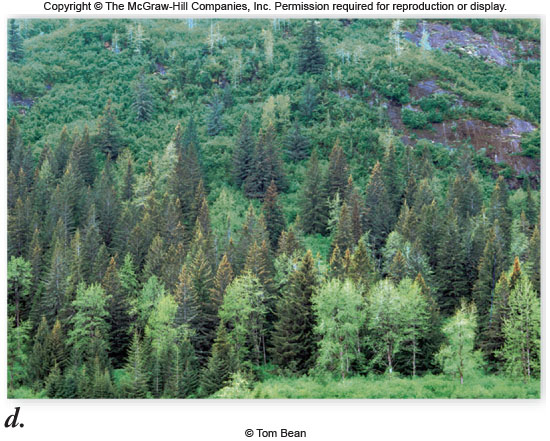 Copyright © The McGraw-Hill Companies, Inc. Permission required for reproduction or display.
d.
© Tom Bean